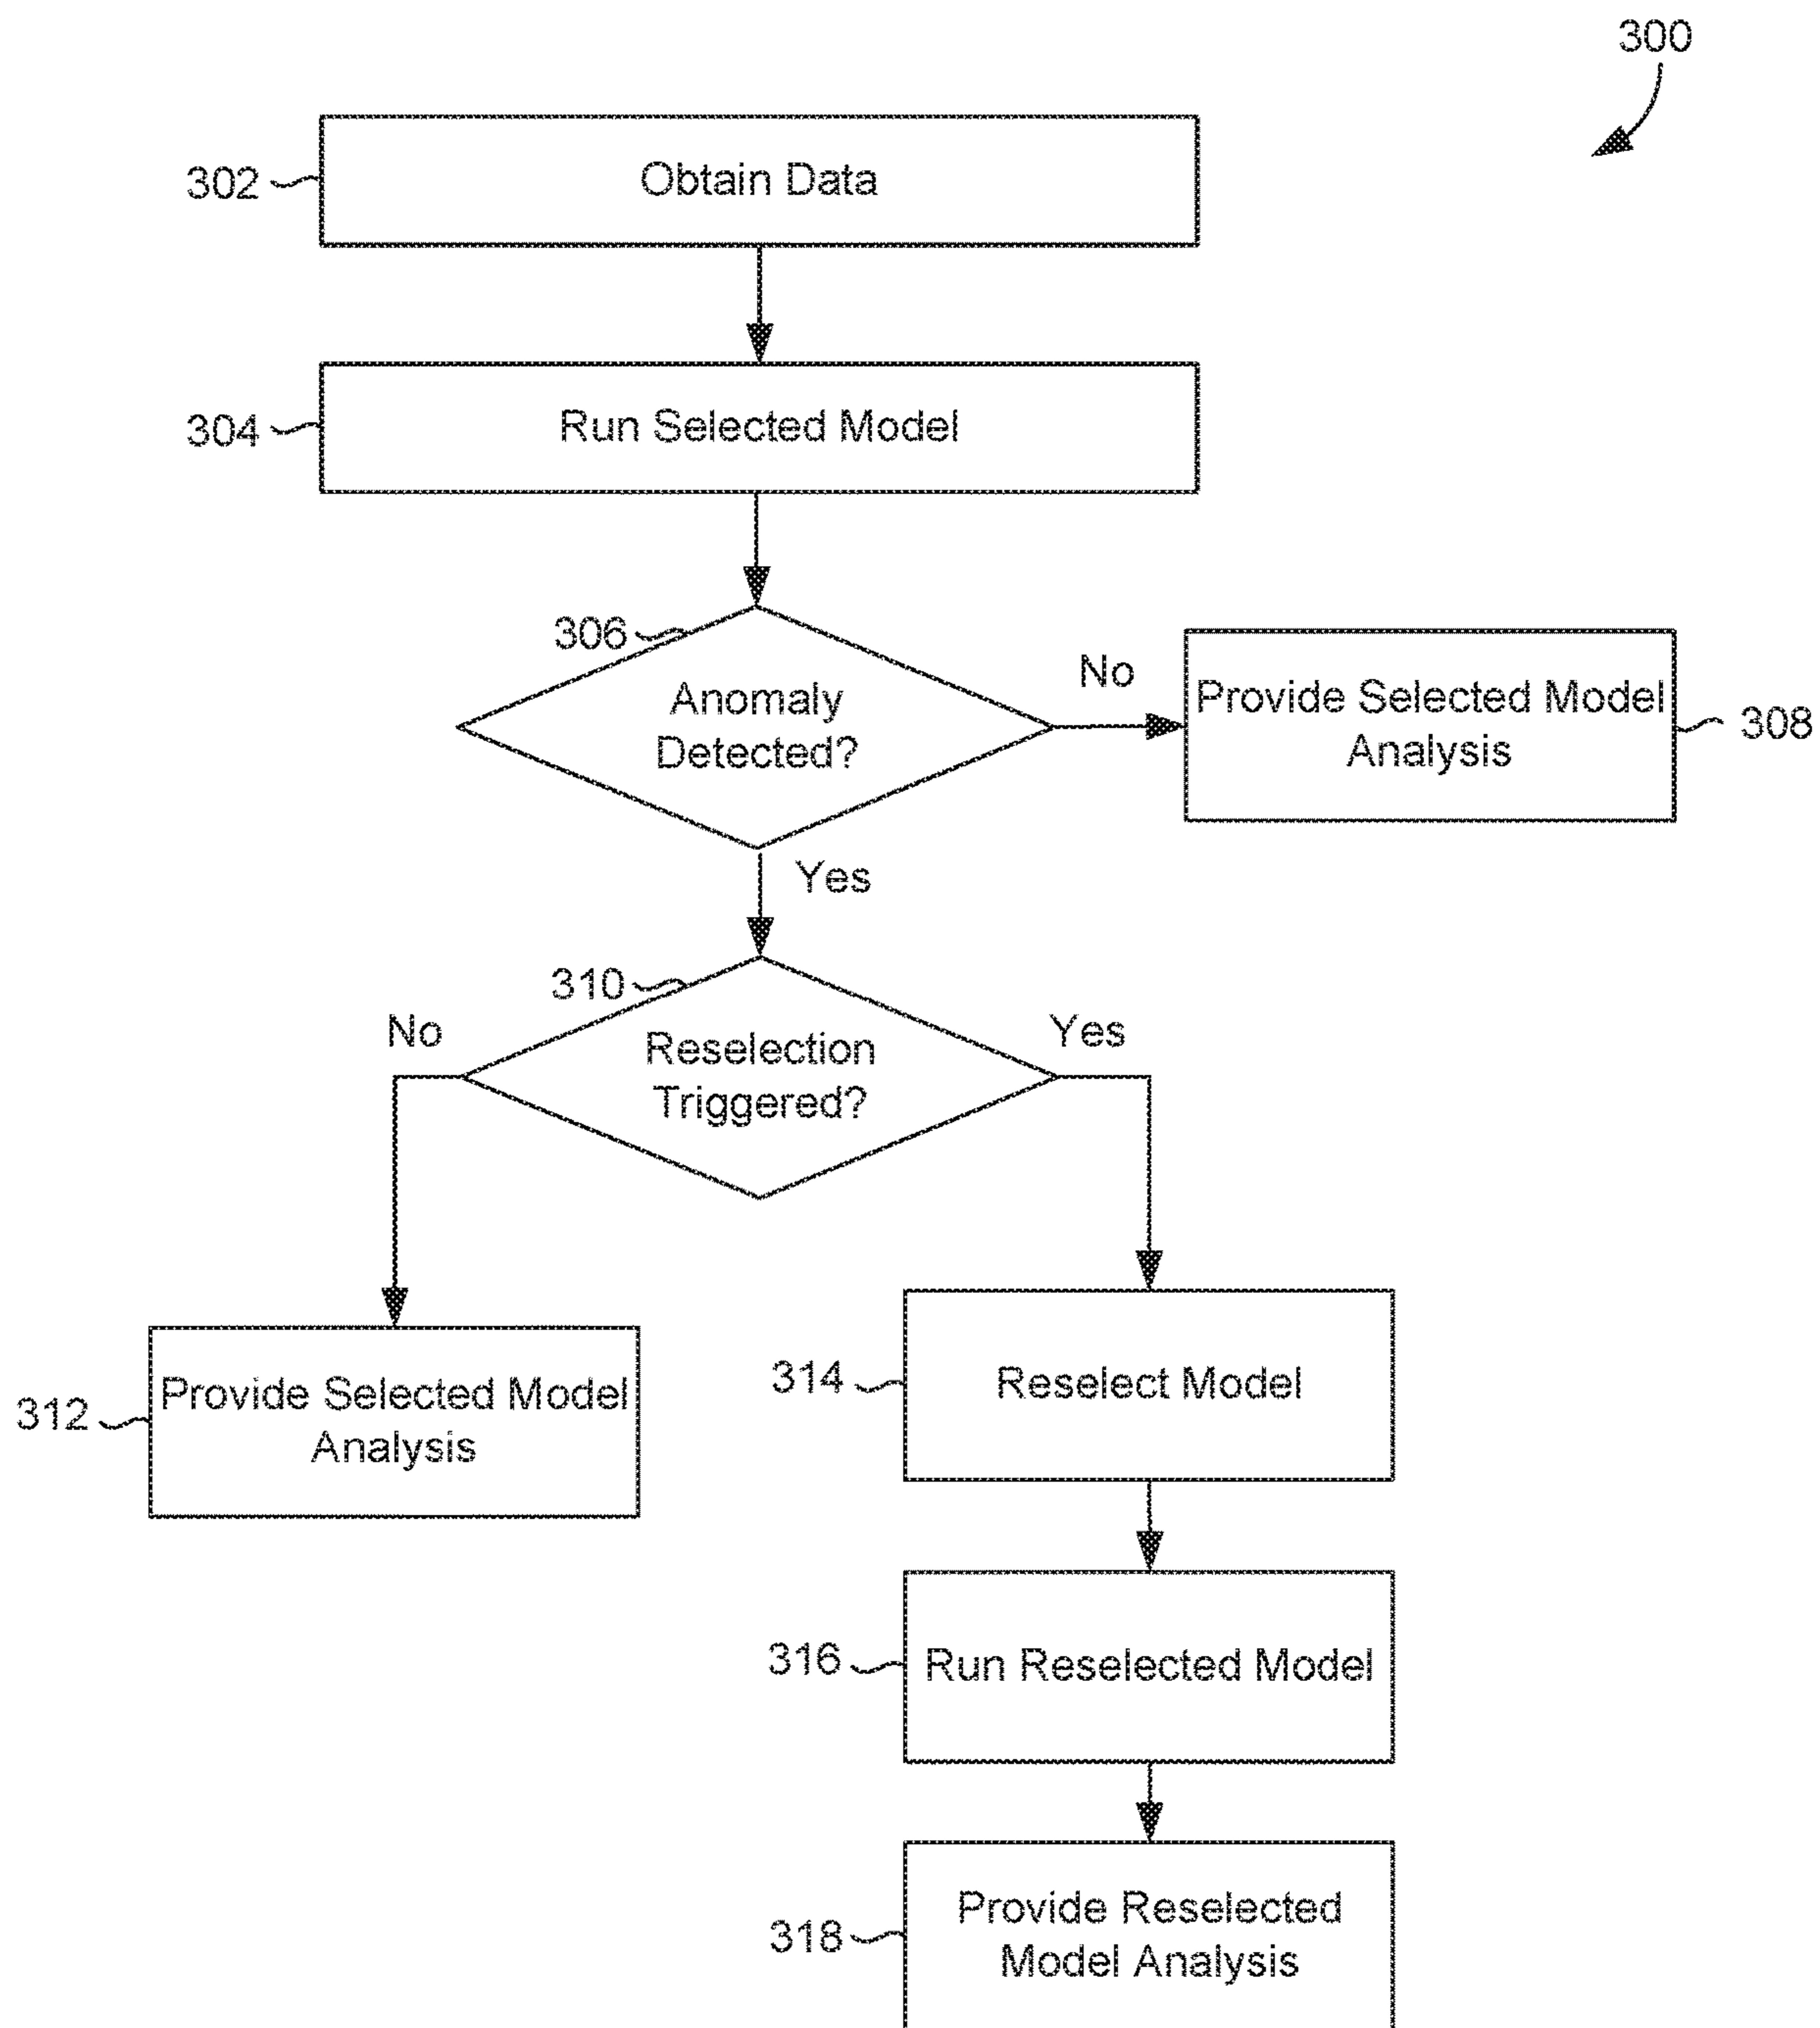 300
302
Obtain Data
304
Run Selected Model
306
Anomaly
Detected?
No
Provide Selected Model
Analysis
308
Yes
310
Reselection
Triggered?
No
Yes
312
Provide Selected Model
Analysis
314
Reselect Model
316
Run Reselected Model
318
Provide Reselected
Model Analysis